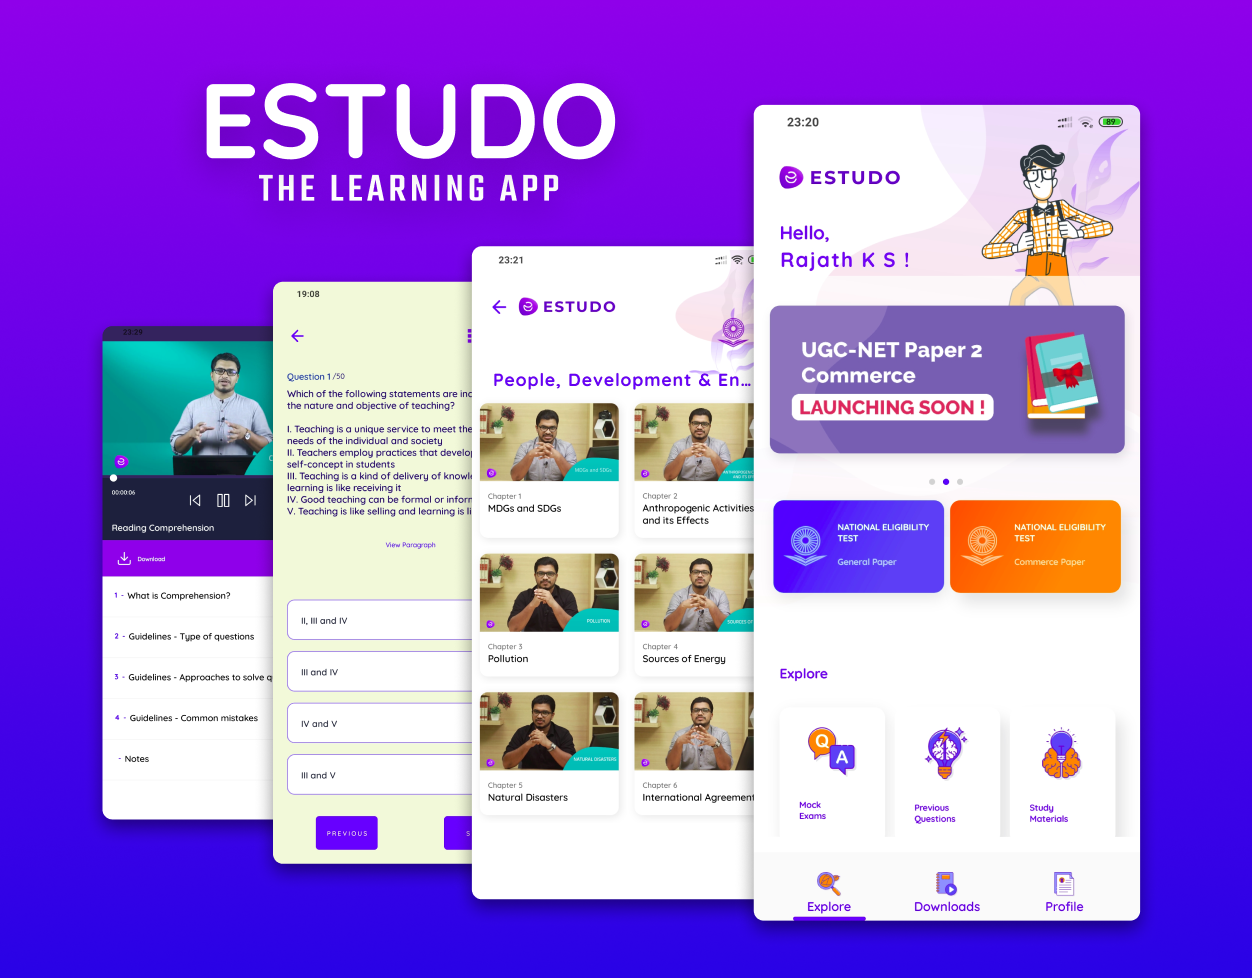 ESTUDO
THE LEARNING APP
22:29
00:00:06
Reading Comprehension
Download
1 - What is Comprehension?
2 - Guidelines - Type of questions
3 - Guidelines - Approaches to solve q
4 - Guidelines - Common mistakes
- Notes
19:08
Question 1 /50
Which of the following statements are inc
the nature and objective of teaching?
I. Teaching is a unique service to meet the
needs of the individual and society
II. Teachers employ practices that develop
self-concept in students
III. Teaching is a kind of delivery of knowle
learning is like receiving it
IV. Good teaching can be formal or inform
V. Teaching is like selling and learning is li
View Paragraph
II, III and IV
III and IV
IV and V
III and V
PREVIOUS
S
23:21
ESTUDO
People, Development & En...
MDGs and SDGs
Chapter 1
MDGs and SDGs
ANTHROPOGENIC ACTIVITIES
AND ITS EFFECTS
Chapter 2
Anthropogenic Activities
and its Effects
POLLUTION
Chapter 3
Pollution
SOURCES OF
Chapter 4
Sources of Energy
NATURAL DISASTERS
Chapter 5
Natural Disasters
Chapter 6
International Agreement
23:20
89
ESTUDO
Hello,
Rajath K S !
UGC-NET Paper 2
Commerce
LAUNCHING SOON !
NATIONAL ELIGIBILITY
TEST
General Paper
NATIONAL ELIGIBILITY
TEST
Commerce Paper
Explore
Q
A
Mock
Exams
Previous
Questions
Study
Materials
Explore
Downloads
Profile